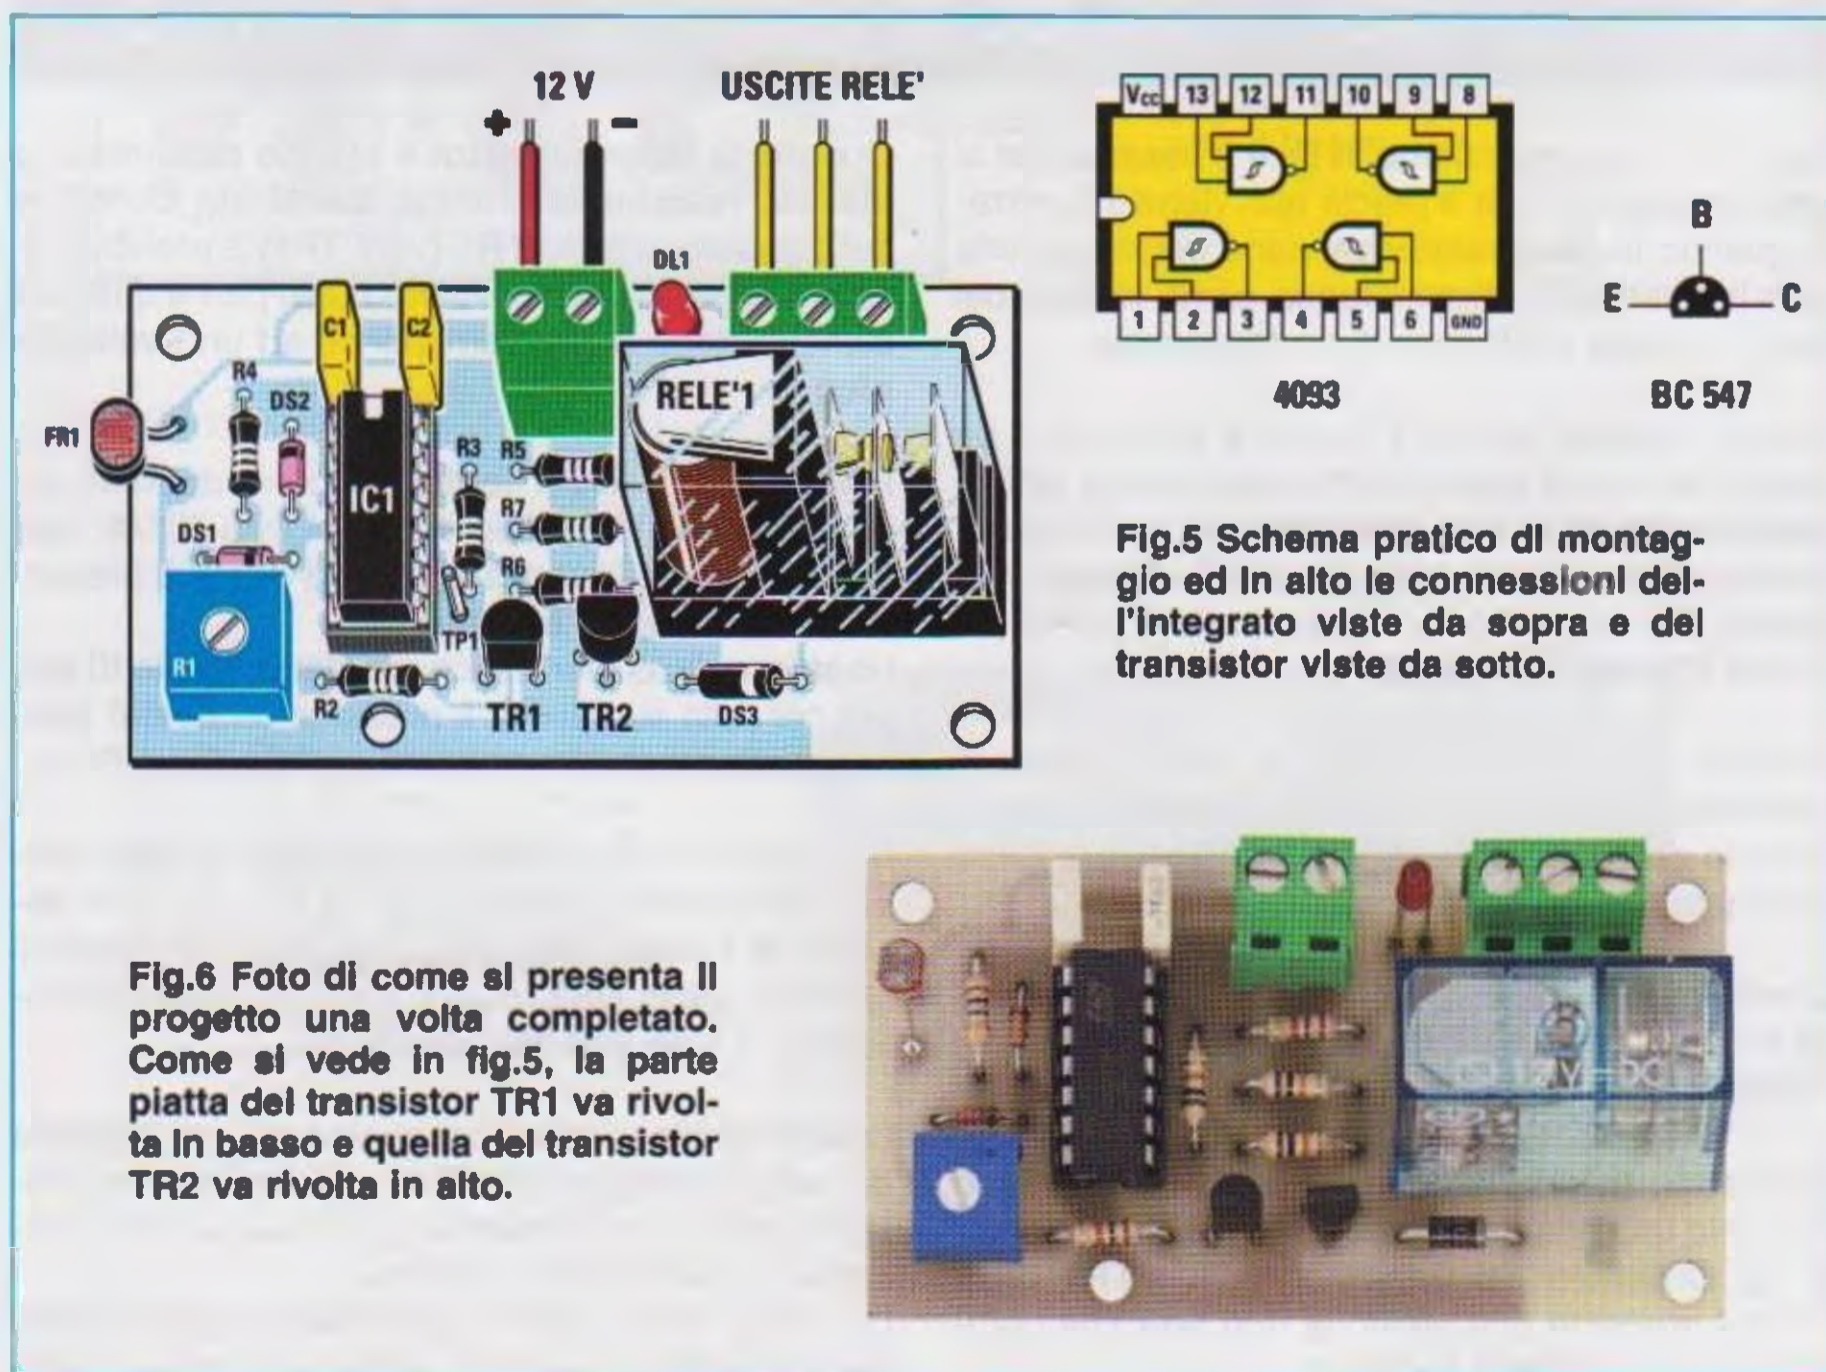 12 V
USCITE RELE'
+
-
DL1
C1
C2
R4
DS2
FR1
R3
R5
RELE'1
IC1
R7
DS1
R6
TP1
R1
R2
TR1
TR2
DS3
Vcc 13 12 11 10 9 8
1 2 3 4 5 6 GND
4093
B
E
C
BC 547
Fig.5 Schema pratico di montag-
gio ed in alto le connessioni del-
l'integrato viste da sopra e del
transistor viste da sotto.
Fig.6 Foto di come si presenta il
progetto una volta completato.
Come si vede in fig.5, la parte
piatta del transistor TR1 va rivol-
ta in basso e quella del transistor
TR2 va rivolta in alto.
12 V - DC